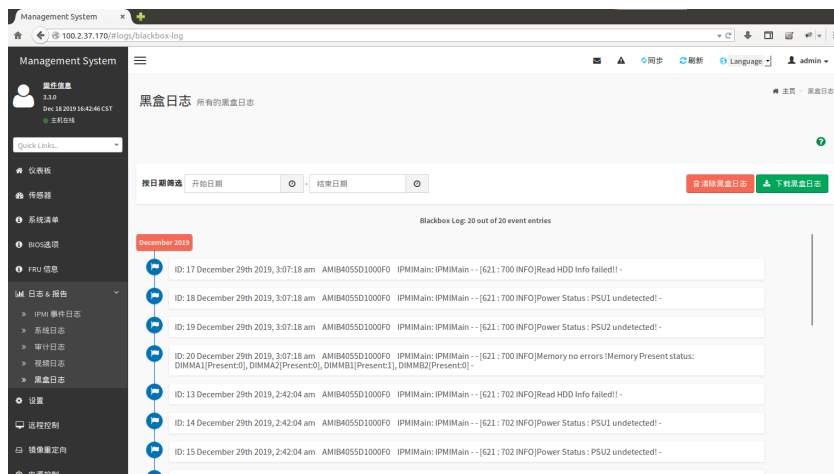 Management System
100.2.37.170/#logs/blackbox-log
Management System
同步
刷新
Language
admin
固件信息
3.3.0
Dec 18 2019 16:42:46 CST
主机在线
黑盒日志 所有的黑盒日志
主页 > 黑盒日志
Quick Links..
仪表板
传感器
系统清单
BIOS选项
FRU 信息
日志 & 报告
» IPMI 事件日志
» 系统日志
» 审计日志
» 视频日志
» 黑盒日志
设置
远程控制
镜像重定向
电源控制
按日期筛选 开始日期 - 结束日期
清除黑盒日志
下载黑盒日志
Blackbox Log: 20 out of 20 event entries
December 2019
ID: 17 December 29th 2019, 3:07:18 am AMIB4055D1000F0 IPMIMain: IPMIMain - - [621 : 700 INFO]Read HDD Info failed!! -
ID: 18 December 29th 2019, 3:07:18 am AMIB4055D1000F0 IPMIMain: IPMIMain - - [621 : 700 INFO]Power Status : PSU1 undetected! -
ID: 19 December 29th 2019, 3:07:18 am AMIB4055D1000F0 IPMIMain: IPMIMain - - [621 : 700 INFO]Power Status : PSU2 undetected! -
ID: 20 December 29th 2019, 3:07:18 am AMIB4055D1000F0 IPMIMain: IPMIMain - - [621 : 700 INFO]Memory no errors !Memory Present status:
DIMMA1[Present:0], DIMMA2[Present:0], DIMMB1[Present:1], DIMMB2[Present:0] -
ID: 13 December 29th 2019, 2:42:04 am AMIB4055D1000F0 IPMIMain: IPMIMain - - [621 : 702 INFO]Read HDD Info failed!! -
ID: 14 December 29th 2019, 2:42:04 am AMIB4055D1000F0 IPMIMain: IPMIMain - - [621 : 702 INFO]Power Status : PSU1 undetected! -
ID: 15 December 29th 2019, 2:42:04 am AMIB4055D1000F0 IPMIMain: IPMIMain - - [621 : 702 INFO]Power Status : PSU2 undetected! -